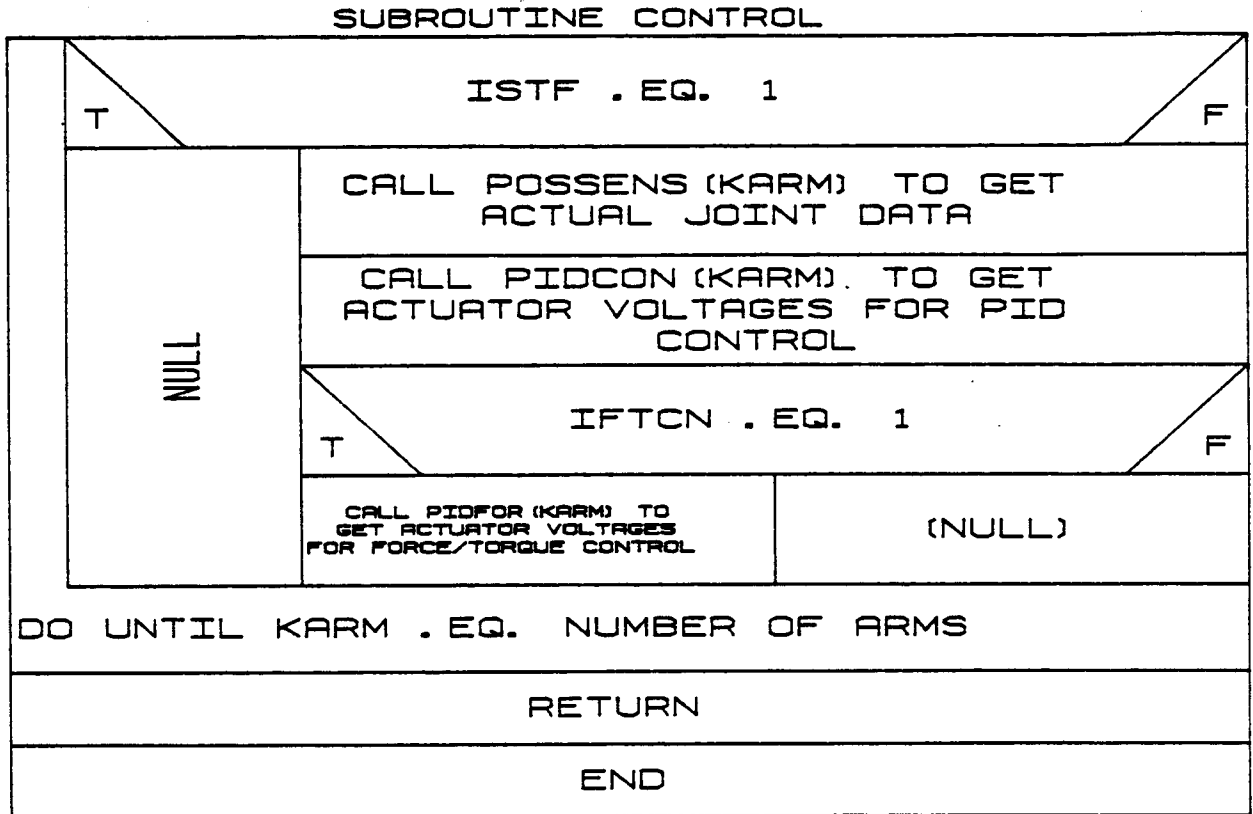 SUBROUTINE CONTROL
ISTF .EQ. 1
T
F
CALL POSSENS (KARM) TO GET
ACTUAL JOINT DATA
CALL PIDCON (KARM). TO GET
ACTUATOR VOLTAGES FOR PID
CONTROL
NULL
IFTCN .EQ. 1
T
F
CALL PIDFOR (KARM) TO
GET ACTUATOR VOLTAGES
FOR FORCE/TORQUE CONTROL
(NULL)
DO UNTIL KARM .EQ. NUMBER OF ARMS
RETURN
END